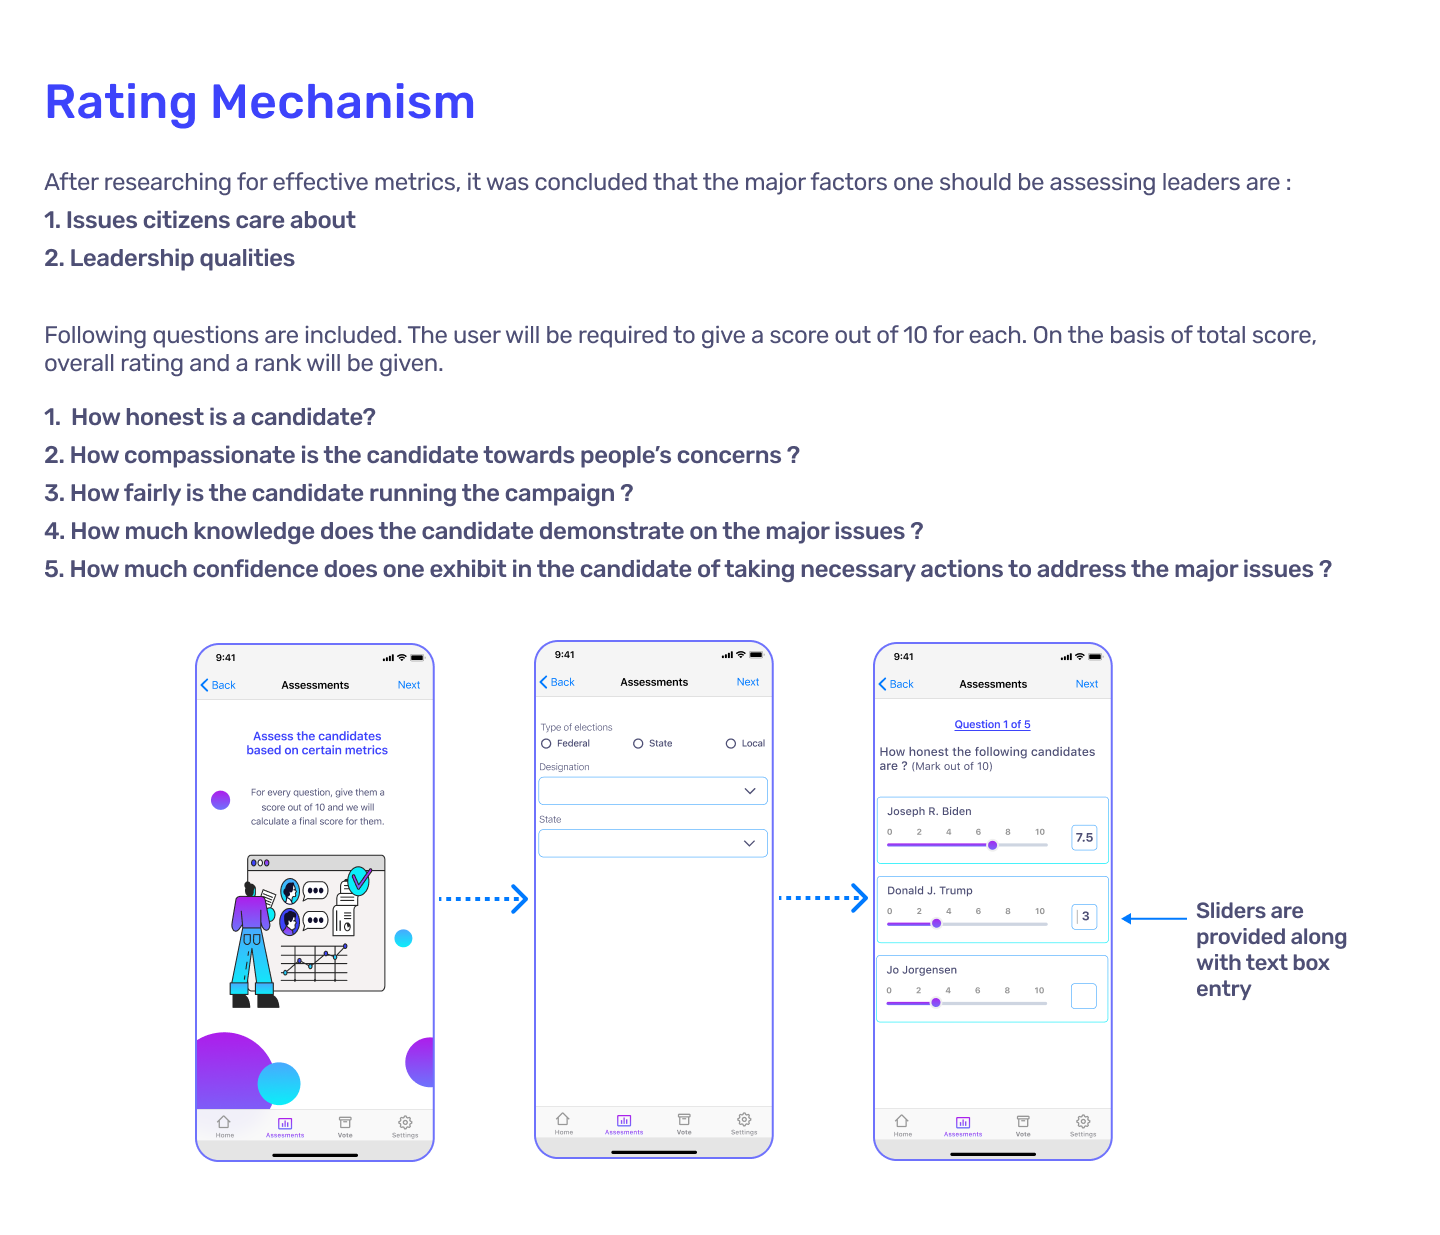 Rating Mechanism
After researching for effective metrics, it was concluded that the major factors one should be assessing leaders are :
1. Issues citizens care about
2. Leadership qualities
Following questions are included. The user will be required to give a score out of 10 for each. On the basis of total score,
overall rating and a rank will be given.
1. How honest is a candidate?
2. How compassionate is the candidate towards people's concerns ?
3. How fairly is the candidate running the campaign ?
4. How much knowledge does the candidate demonstrate on the major issues ?
5. How much confidence does one exhibit in the candidate of taking necessary actions to address the major issues ?
9:41
Back Assessments Next
Assess the candidates
based on certain metrics
For every question, give them a
score out of 10 and we will
calculate a final score for them.
Home Assesments Vote Settings
9:41
Back Assessments Next
Type of elections
Federal State Local
Designation
State
Home Assesments Vote Settings
9:41
Back Assessments Next
Question 1 of 5
How honest the following candidates
are ? (Mark out of 10)
Joseph R. Biden
0 2 4 6 8 10
7.5
Donald J. Trump
0 2 4 6 8 10
3
Jo Jorgensen
0 2 4 6 8 10
Home Assesments Vote Settings
Sliders are
provided along
with text box
entry